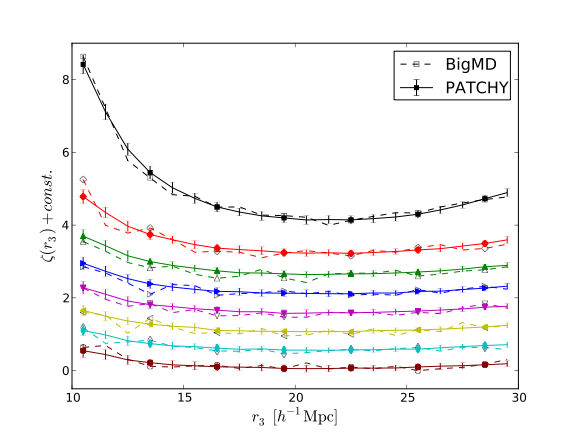 8
6
4
2
0
10
15
20
25
30
ζ(r₃) + const.
r₃ [h⁻¹ Mpc]
BigMD
PATCHY